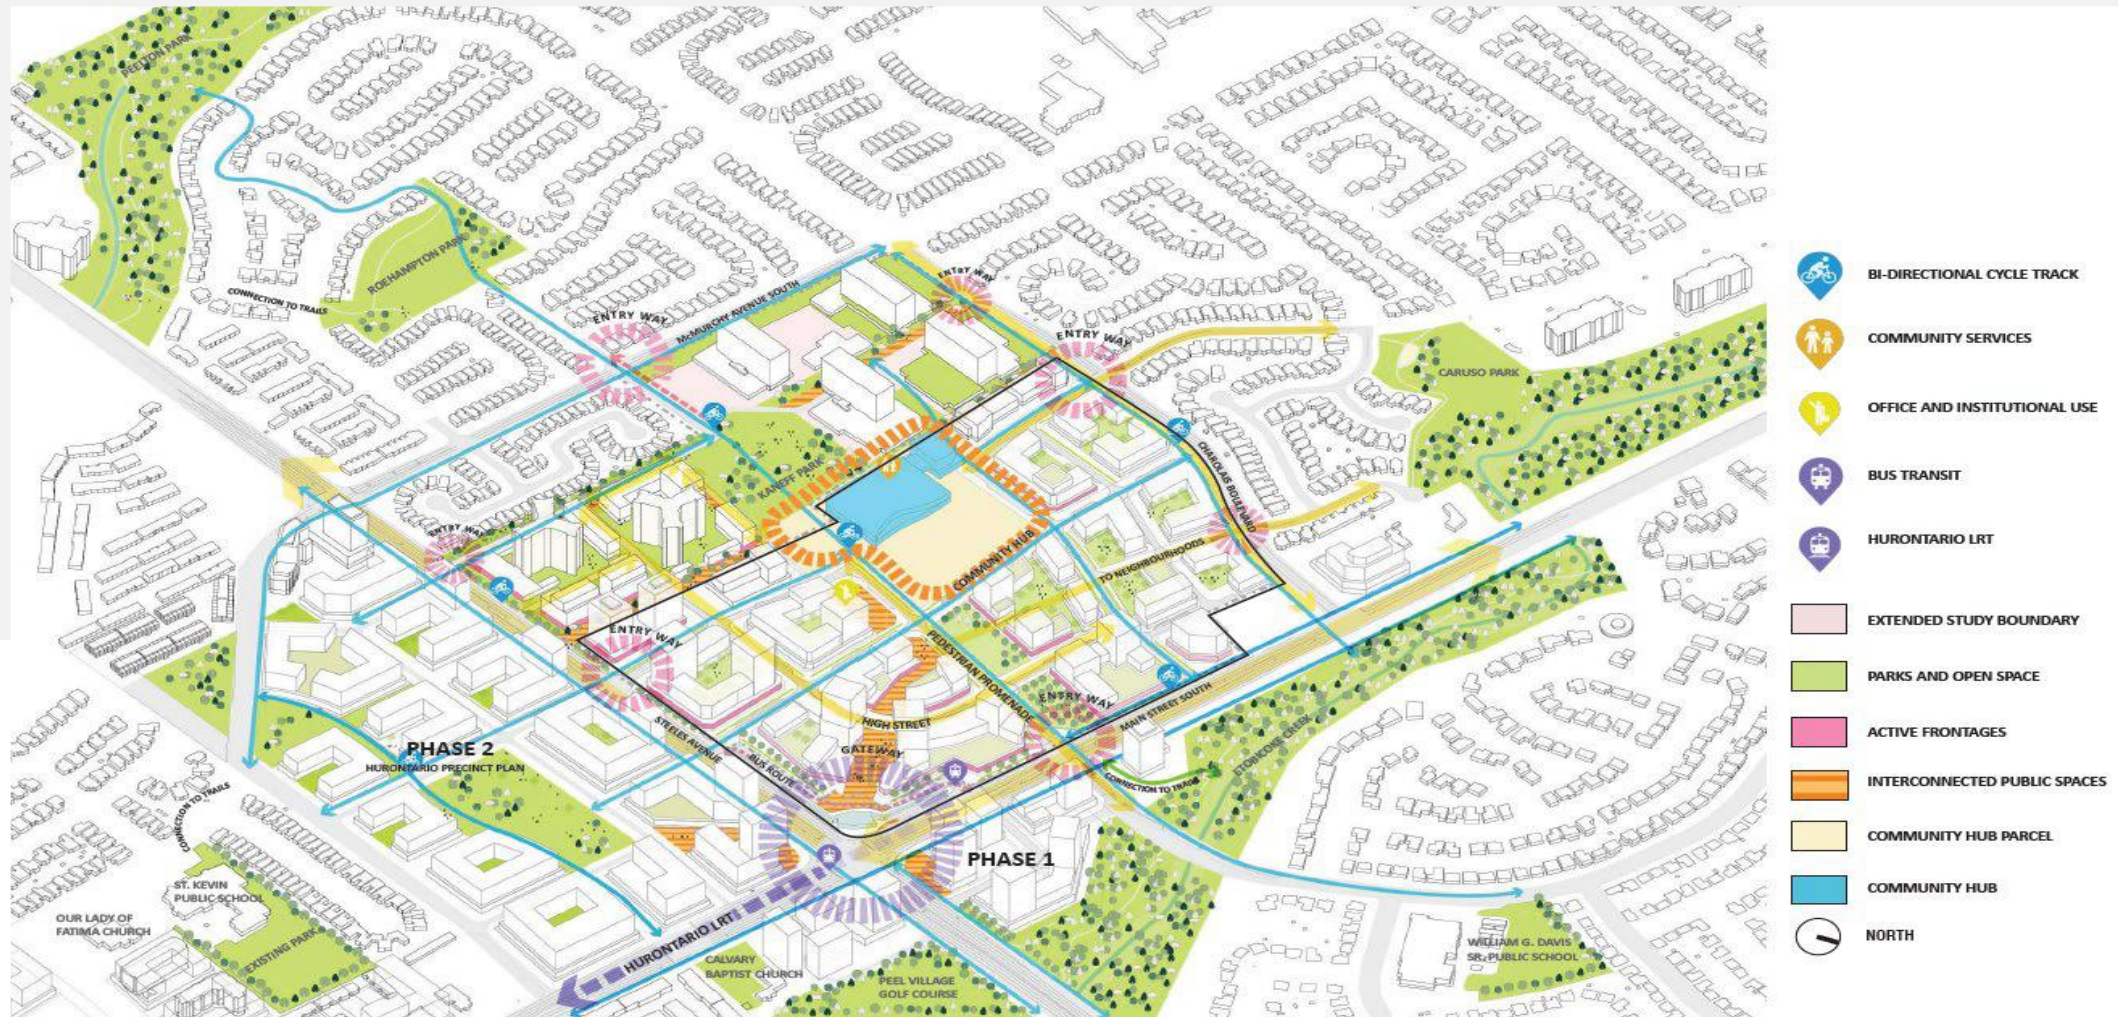 PEELTON PARK
ROEHAMPTON PARK
CONNECTION TO TRAILS
ENTRY WAY
McMURCHY AVENUE SOUTH
ENTRY WAY
ENTRY WAY
CARUSO PARK
KANEFF PARK
CHAROLAIS BOULEVARD
ENTRY WAY
COMMUNITY HUB
TO NEIGHBOURHOODS
ENTRY WAY
PEDESTRIAN PROMENADE
ENTRY WAY
MAIN STREET SOUTH
HIGH STREET
STEELES AVENUE
BUS ROUTE
GATEWAY
ETOBICOKE CREEK
CONNECTION TO TRAILS
PHASE 2
HURONTARIO PRECINCT PLAN
CONNECTION TO TRAILS
PHASE 1
ST. KEVIN
PUBLIC SCHOOL
OUR LADY OF
FATIMA CHURCH
EXISTING PARK
HURONTARIO LRT
CALVARY
BAPTIST CHURCH
PEEL VILLAGE
GOLF COURSE
WILLIAM G. DAVIS
SR. PUBLIC SCHOOL
BI-DIRECTIONAL CYCLE TRACK
COMMUNITY SERVICES
OFFICE AND INSTITUTIONAL USE
BUS TRANSIT
HURONTARIO LRT
EXTENDED STUDY BOUNDARY
PARKS AND OPEN SPACE
ACTIVE FRONTAGES
INTERCONNECTED PUBLIC SPACES
COMMUNITY HUB PARCEL
COMMUNITY HUB
NORTH